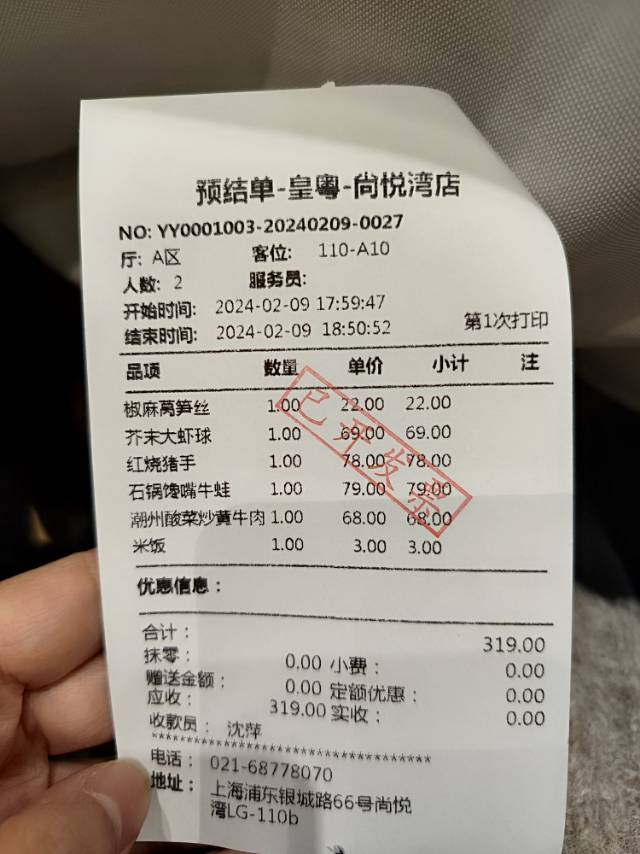 预结单-皇粤-尚悦湾店
NO: YY0001003-20240209-0027
厅: A区 客位: 110-A10
人数: 2 服务员:
开始时间: 2024-02-09 17:59:47
结束时间: 2024-02-09 18:50:52 第1次打印
品项 数量 单价 小计 注
椒麻莴笋丝 1.00 22.00 22.00
芥末大虾球 1.00 69.00 69.00
红烧猪手 1.00 78.00 78.00
石锅馋嘴牛蛙 1.00 79.00 79.00
潮州酸菜炒黄牛肉 1.00 68.00 68.00
米饭 1.00 3.00 3.00
已开发票
优惠信息:
合计: 319.00
抹零: 0.00 小费: 0.00
赠送金额: 0.00 定额优惠: 0.00
应收: 319.00 实收: 0.00
收款员: 沈萍
************************************
电话: 021-68778070
地址: 上海浦东银城路66号尚悦
湾LG-110b